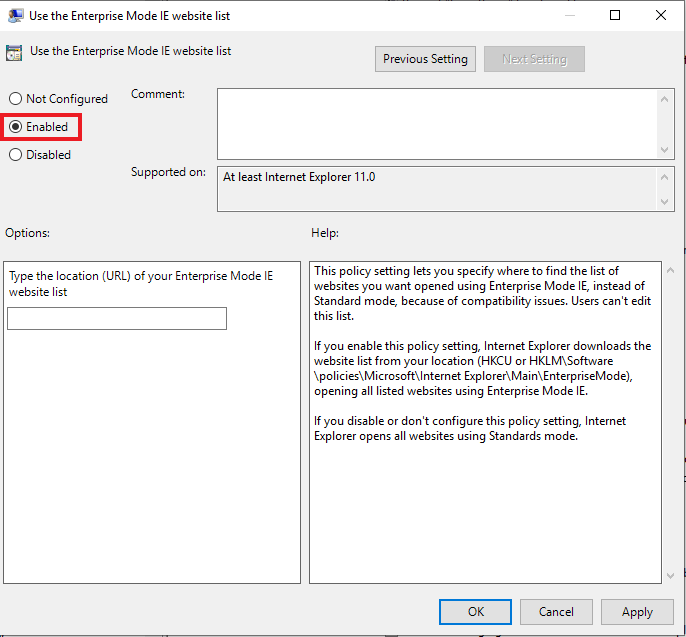 Use the Enterprise Mode IE website list
Use the Enterprise Mode IE website list
Previous Setting
Next Setting
Not Configured
Enabled
Disabled
Comment:
Supported on:
At least Internet Explorer 11.0
Options:
Help:
Type the location (URL) of your Enterprise Mode IE
website list
This policy setting lets you specify where to find the list of
websites you want opened using Enterprise Mode IE, instead of
Standard mode, because of compatibility issues. Users can't edit
this list.
If you enable this policy setting, Internet Explorer downloads the
website list from your location (HKCU or HKLM\Software
\policies\Microsoft\Internet Explorer\Main\EnterpriseMode),
opening all listed websites using Enterprise Mode IE.
If you disable or don't configure this policy setting, Internet
Explorer opens all websites using Standards mode.
OK
Cancel
Apply